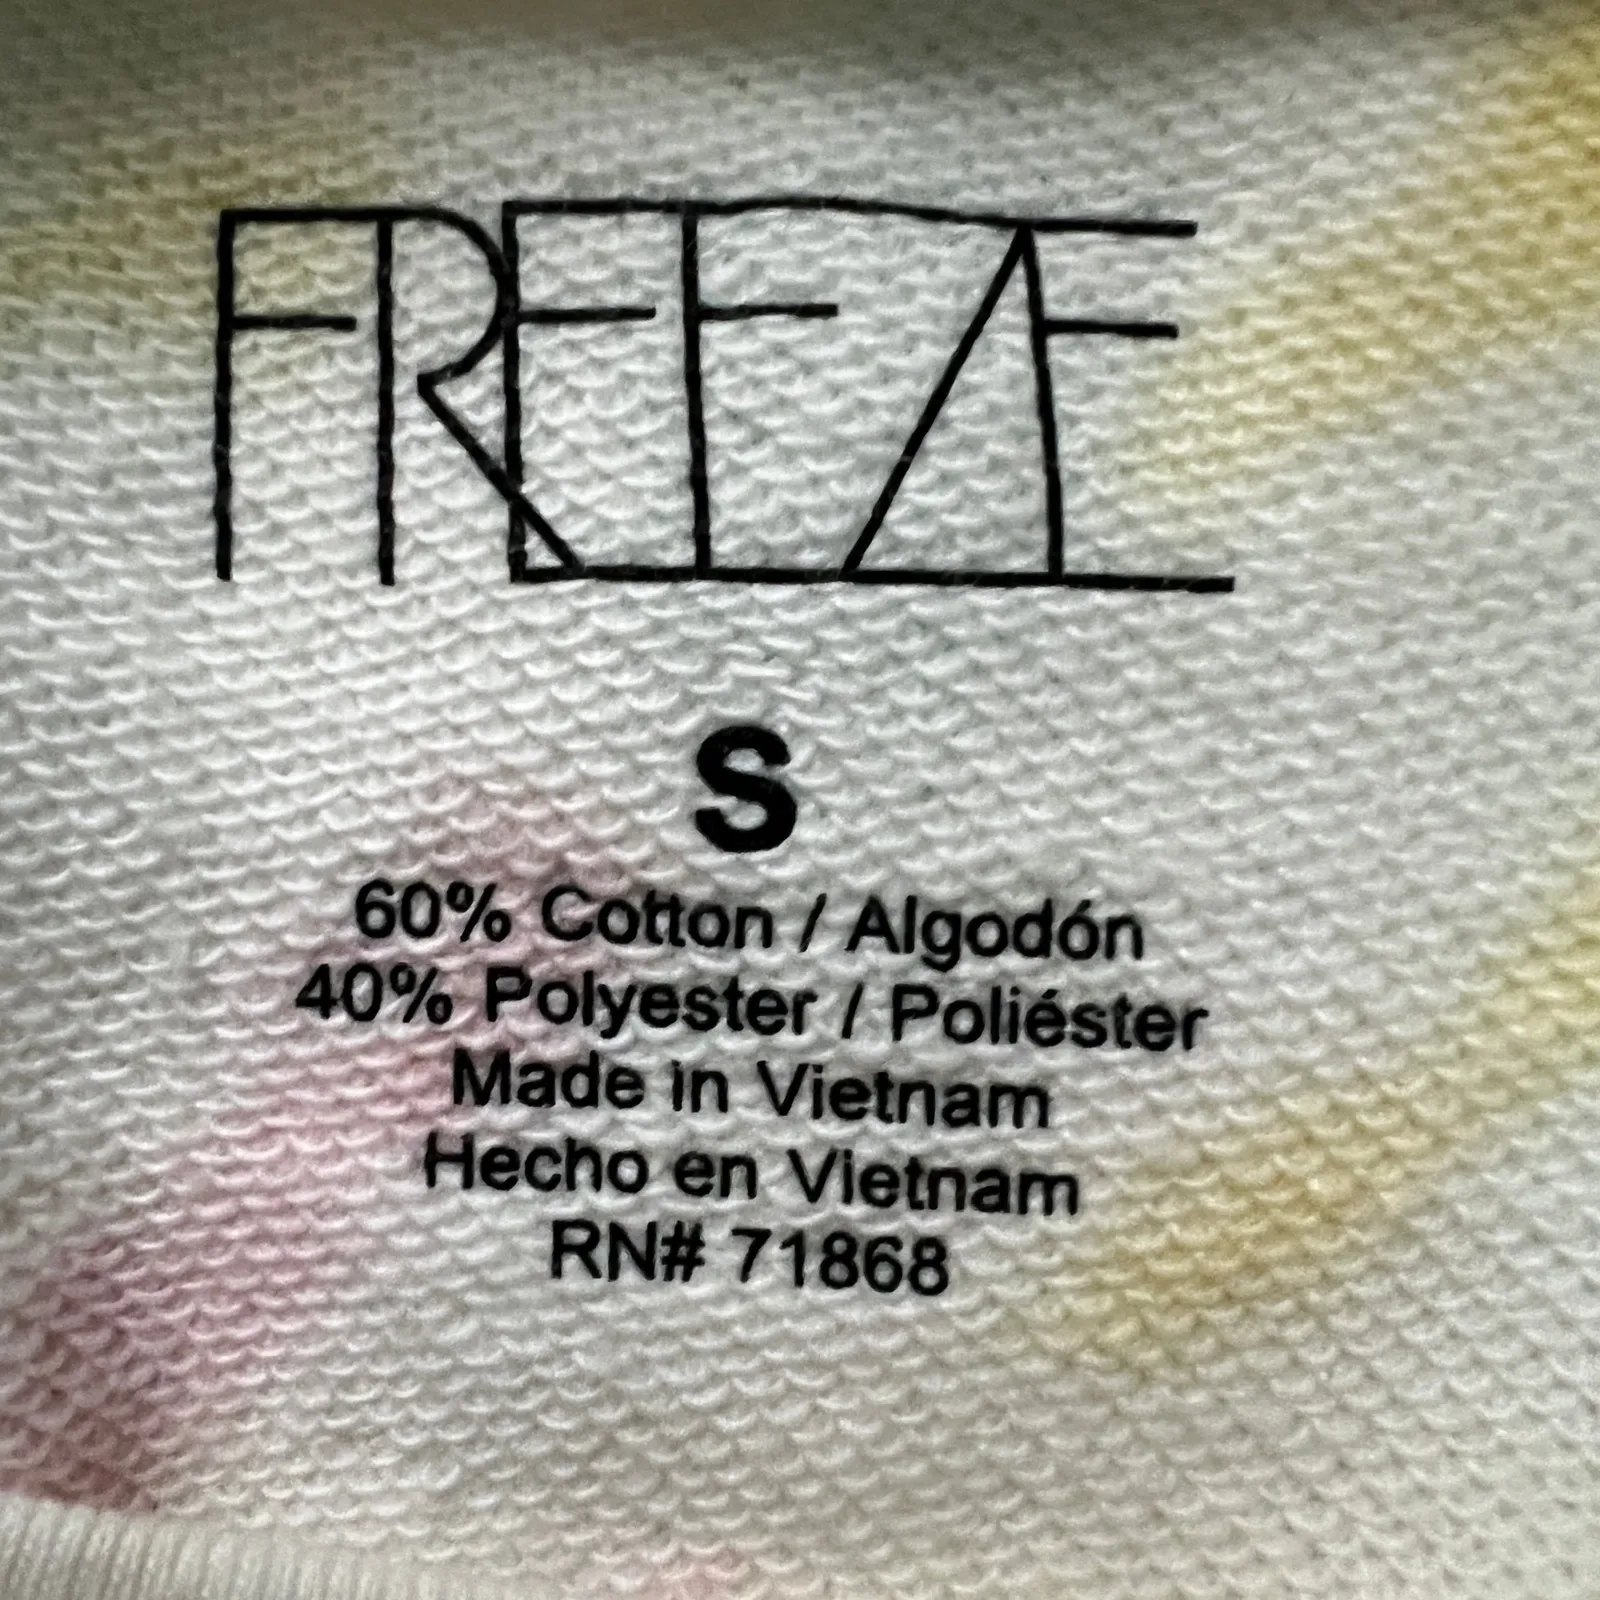 FREEZE
S
60% Cotton / Algodón
40% Polyester / Poliéster
Made in Vietnam
Hecho en Vietnam
RN# 71868